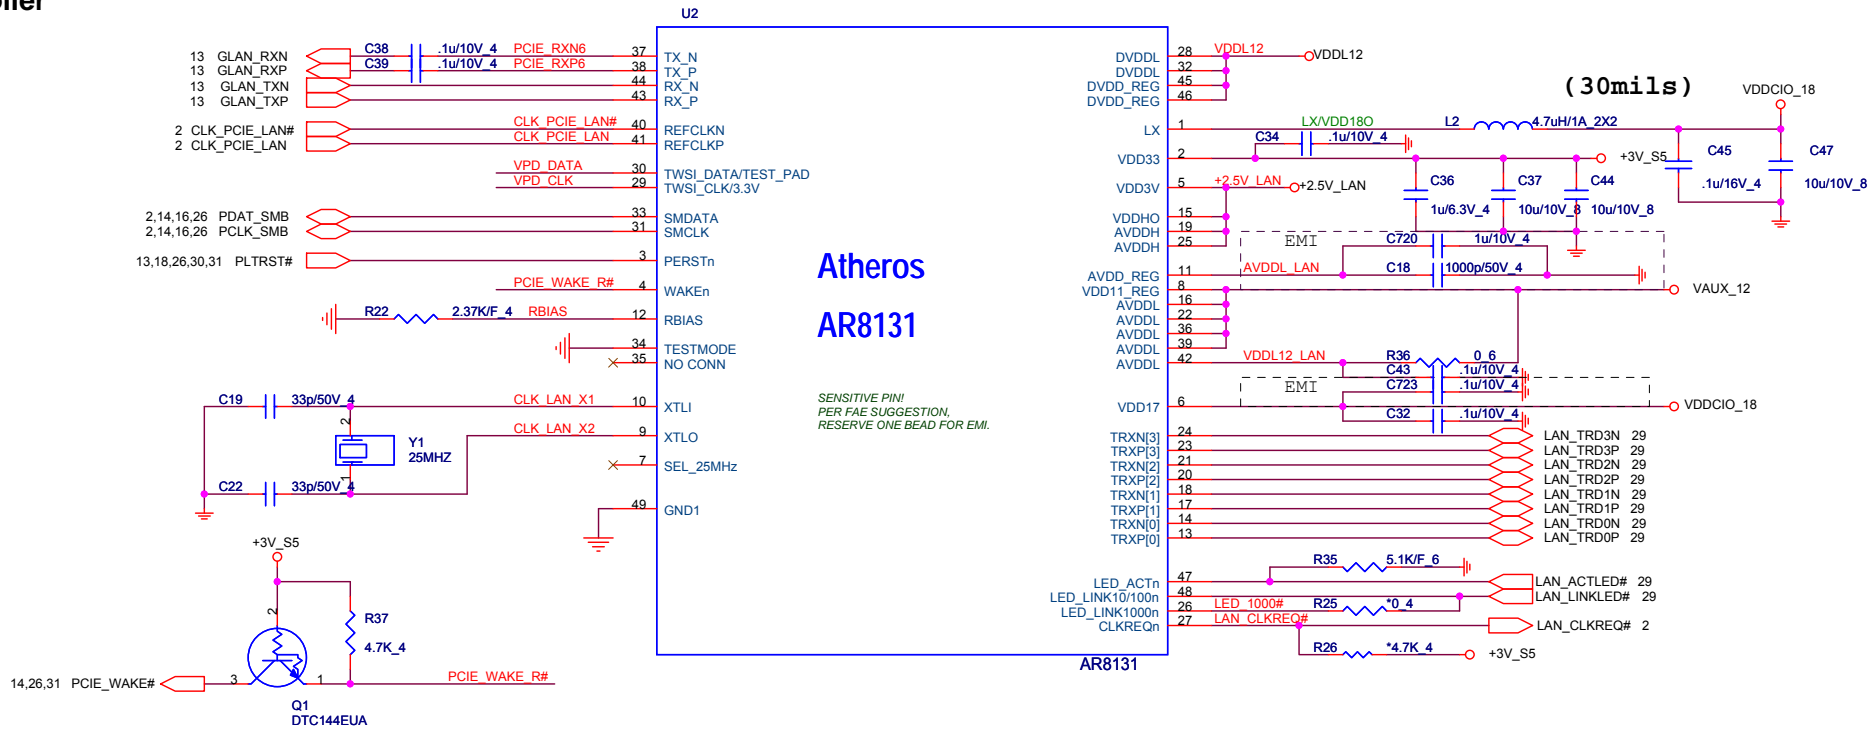 U2
13 GLAN_RXN C38 .1u/10V_4 PCIE_RXN6 37 TX_N
13 GLAN_RXP C39 .1u/10V_4 PCIE_RXP6 38 TX_P
13 GLAN_TXN 44 RX_N
13 GLAN_TXP 43 RX_P
2 CLK_PCIE_LAN# CLK_PCIE_LAN# 40 REFCLKN
2 CLK_PCIE_LAN CLK_PCIE_LAN 41 REFCLKP
VPD_DATA 30 TWSI_DATA/TEST_PAD
VPD_CLK 29 TWSI_CLK/3.3V
2,14,16,26 PDAT_SMB 33 SMDATA
2,14,16,26 PCLK_SMB 31 SMCLK
13,18,26,30,31 PLTRST# 3 PERSTn
PCIE_WAKE_R# 4 WAKEn
R22 2.37K/F_4 RBIAS 12 RBIAS
34 TESTMODE
35 NO CONN
C19 33p/50V_4 CLK_LAN_X1 10 XTLI
2
CLK_LAN_X2 9 XTLO
Y1
25MHZ
7 SEL_25MHz
1
C22 33p/50V_4
49 GND1
+3V_S5
2
R37
4.7K_4
14,26,31 PCIE_WAKE# 3 1 PCIE_WAKE_R#
Q1
DTC144EUA
Atheros
AR8131
SENSITIVE PIN!
PER FAE SUGGESTION,
RESERVE ONE BEAD FOR EMI.
DVDDL 28 VDDL12 VDDL12
DVDDL 32
DVDD_REG 45
DVDD_REG 46
(30mils)
VDDCIO_18
LX 1 LX/VDD18O L2 4.7uH/1A_2X2
C34 .1u/10V_4
VDD33 2 +3V_S5
C45 .1u/16V_4
C47 10u/10V_8
C36 1u/6.3V_4
C37 10u/10V_8
C44 10u/10V_8
VDD3V 5 +2.5V_LAN +2.5V_LAN
VDDHO 15
AVDDH 19
AVDDH 25
EMI
C720 1u/10V_4
AVDD_REG 11 AVDDL_LAN C18 1000p/50V_4
VDD11_REG 8 VAUX_12
AVDDL 16
AVDDL 22
AVDDL 36
AVDDL 39
AVDDL 42 VDDL12_LAN R36 0_6
C43 .1u/10V_4
EMI C723 .1u/10V_4
VDD17 6 VDDCIO_18
C32 .1u/10V_4
TRXN[3] 24 LAN_TRD3N 29
TRXP[3] 23 LAN_TRD3P 29
TRXN[2] 21 LAN_TRD2N 29
TRXP[2] 20 LAN_TRD2P 29
TRXN[1] 18 LAN_TRD1N 29
TRXP[1] 17 LAN_TRD1P 29
TRXN[0] 14 LAN_TRD0N 29
TRXP[0] 13 LAN_TRD0P 29
R35 5.1K/F_6
LED_ACTn 47 LAN_ACTLED# 29
LED_LINK10/100n 48 LAN_LINKLED# 29
LED_LINK1000n 26 LED_1000# R25 *0_4
CLKREQn 27 LAN_CLKREQ# LAN_CLKREQ# 2
R26 *4.7K_4 +3V_S5
AR8131